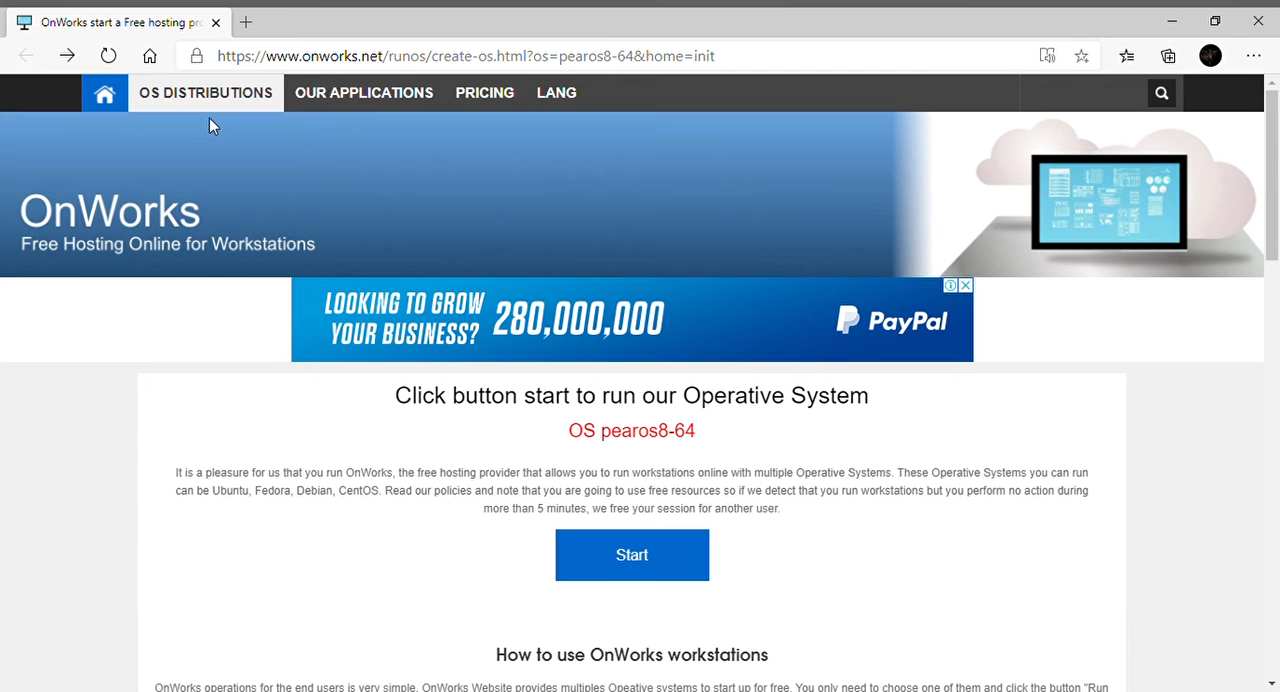 OnWorks start a Free hosting pro
https://www.onworks.net/runos/create-os.html?os=pearos8-64&home=init
OS DISTRIBUTIONS OUR APPLICATIONS PRICING LANG
OnWorks
Free Hosting Online for Workstations
LOOKING TO GROW
YOUR BUSINESS? 280,000,000 PayPal
Click button start to run our Operative System
OS pearos8-64
It is a pleasure for us that you run OnWorks, the free hosting provider that allows you to run workstations online with multiple Operative Systems. These Operative Systems you can run
can be Ubuntu, Fedora, Debian, CentOS. Read our policies and note that you are going to use free resources so if we detect that you run workstations but you perform no action during
more than 5 minutes, we free your session for another user.
Start
How to use OnWorks workstations
OnWorks operations for the end users is very simple. OnWorks Website provides multiples Opeative systems to start up for free. You only need to choose one of them and click the button "Run